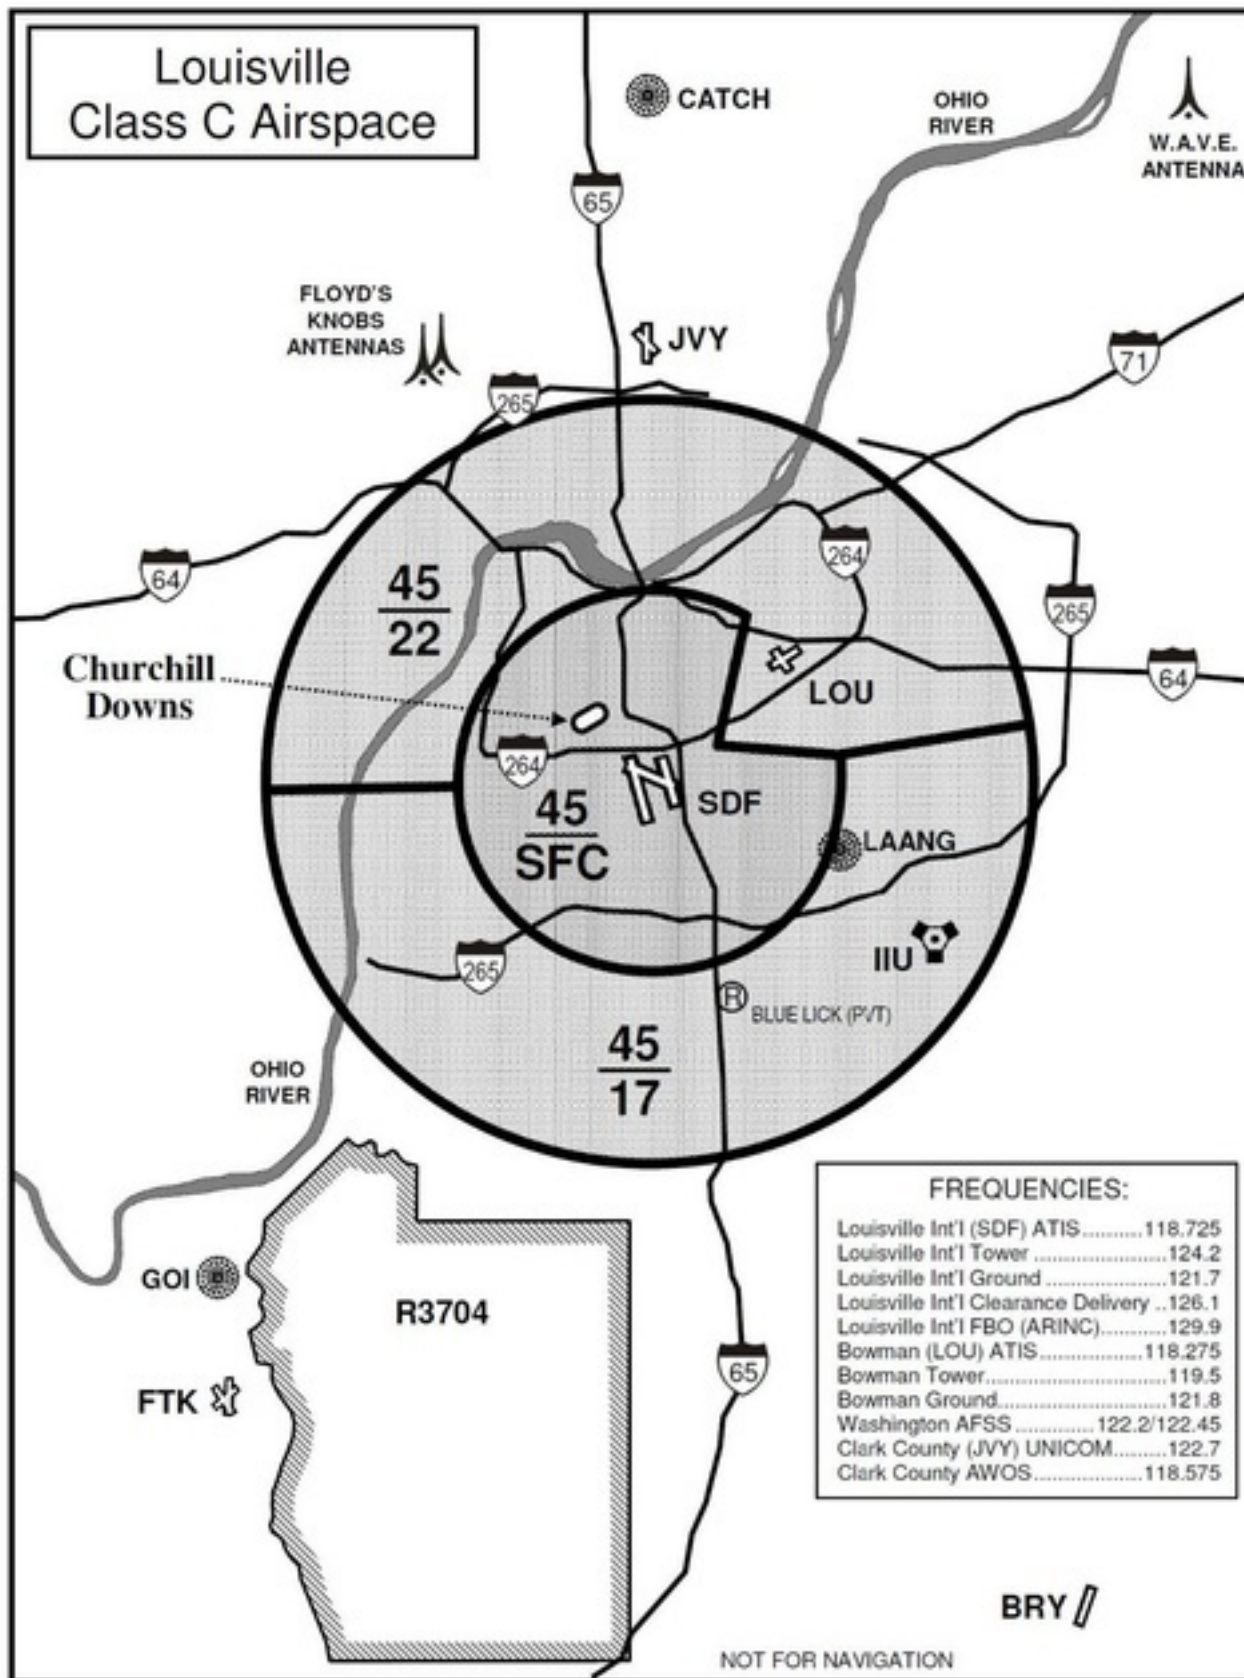 Louisville
Class C Airspace
CATCH
OHIO
RIVER
W.A.V.E.
ANTENNA
65
FLOYD'S
KNOBS
ANTENNAS
JVY
71
265
64
264
45
22
265
Churchill
Downs
LOU
64
264
45
SFC
SDF
LAANG
IIU
265
R
BLUE LICK (PVT)
45
17
OHIO
RIVER
GOI
R3704
FTK
65
FREQUENCIES:
Louisville Int'l (SDF) ATIS..........118.725
Louisville Int'l Tower ......................124.2
Louisville Int'l Ground ....................121.7
Louisville Int'l Clearance Delivery ..126.1
Louisville Int'l FBO (ARINC)...........129.9
Bowman (LOU) ATIS.................118.275
Bowman Tower..............................119.5
Bowman Ground............................121.8
Washington AFSS .............122.2/122.45
Clark County (JVY) UNICOM.........122.7
Clark County AWOS..................118.575
BRY
NOT FOR NAVIGATION